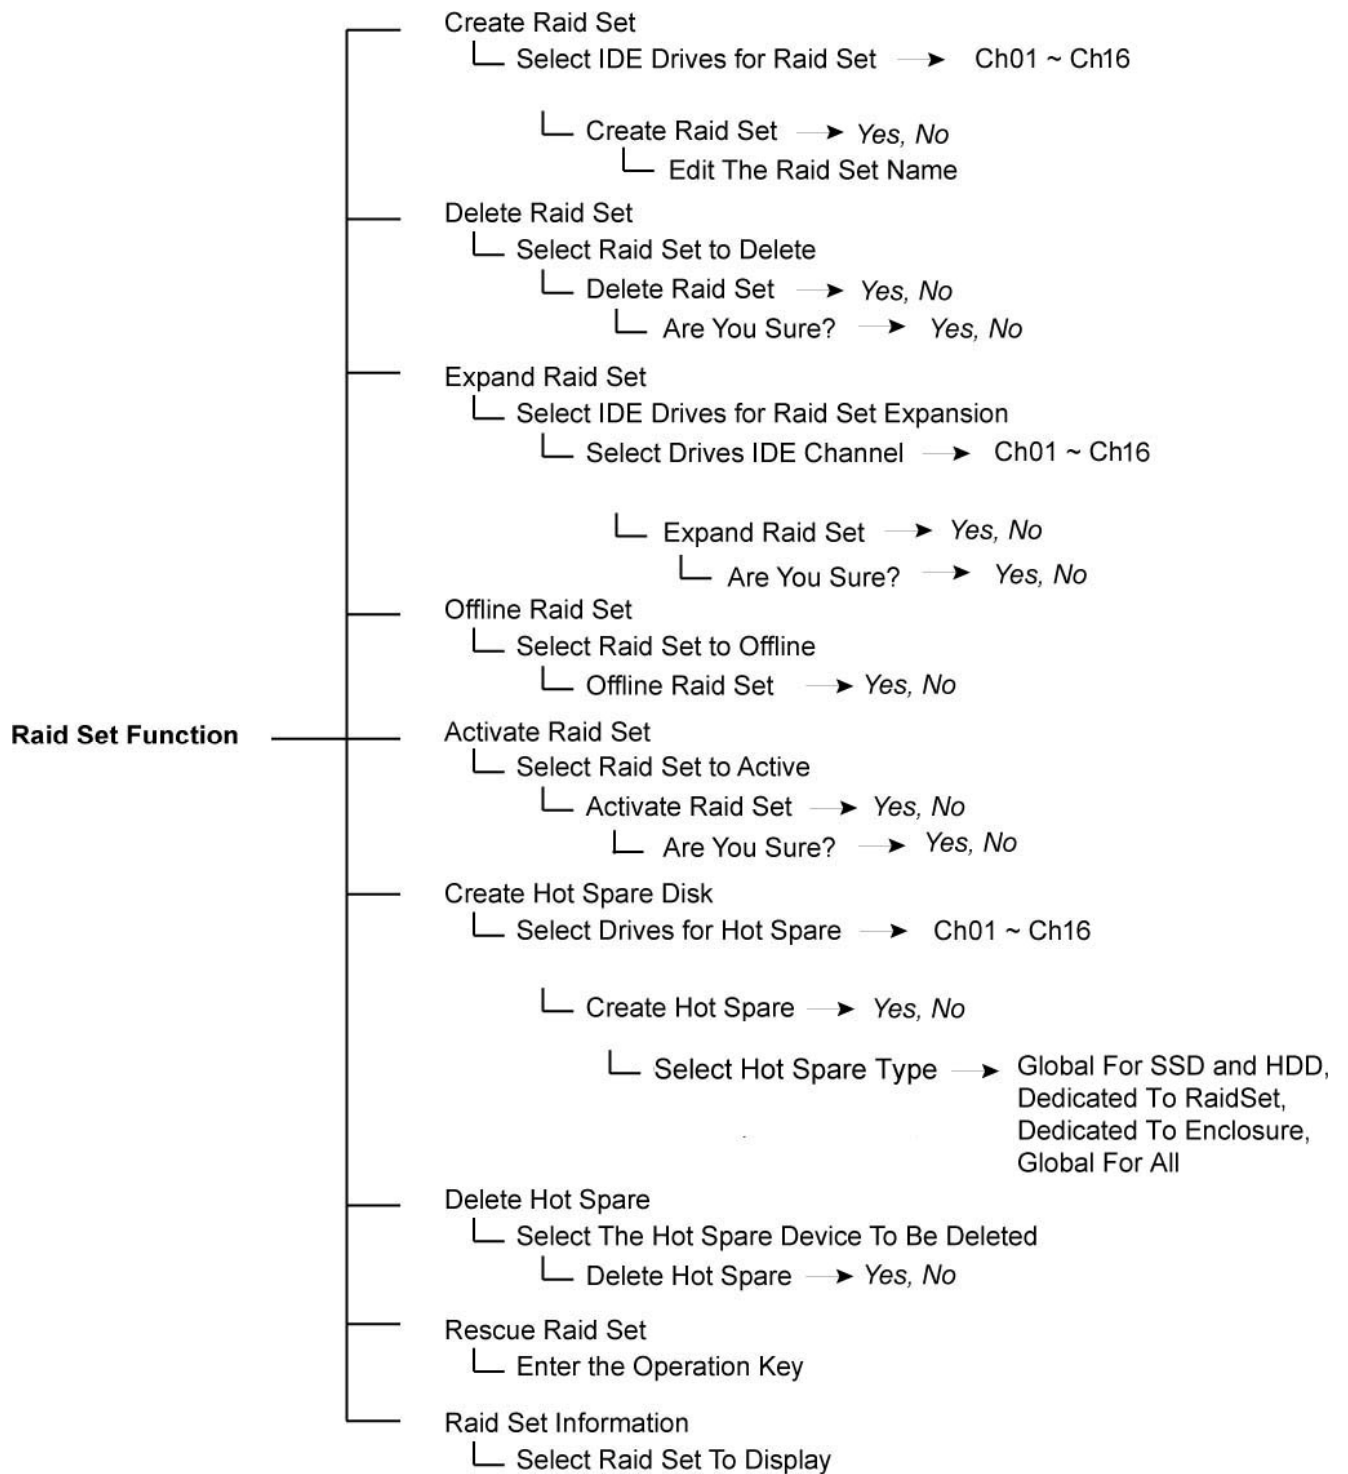 Create Raid Set
Select IDE Drives for Raid Set Ch01 ~ Ch16
Create Raid Set Yes, No
Edit The Raid Set Name
Delete Raid Set
Select Raid Set to Delete
Delete Raid Set Yes, No
Are You Sure? Yes, No
Expand Raid Set
Select IDE Drives for Raid Set Expansion
Select Drives IDE Channel Ch01 ~ Ch16
Expand Raid Set Yes, No
Are You Sure? Yes, No
Offline Raid Set
Select Raid Set to Offline
Offline Raid Set Yes, No
Raid Set Function
Activate Raid Set
Select Raid Set to Active
Activate Raid Set Yes, No
Are You Sure? Yes, No
Create Hot Spare Disk
Select Drives for Hot Spare Ch01 ~ Ch16
Create Hot Spare Yes, No
Select Hot Spare Type Global For SSD and HDD,
Dedicated To RaidSet,
Dedicated To Enclosure,
Global For All
Delete Hot Spare
Select The Hot Spare Device To Be Deleted
Delete Hot Spare Yes, No
Rescue Raid Set
Enter the Operation Key
Raid Set Information
Select Raid Set To Display